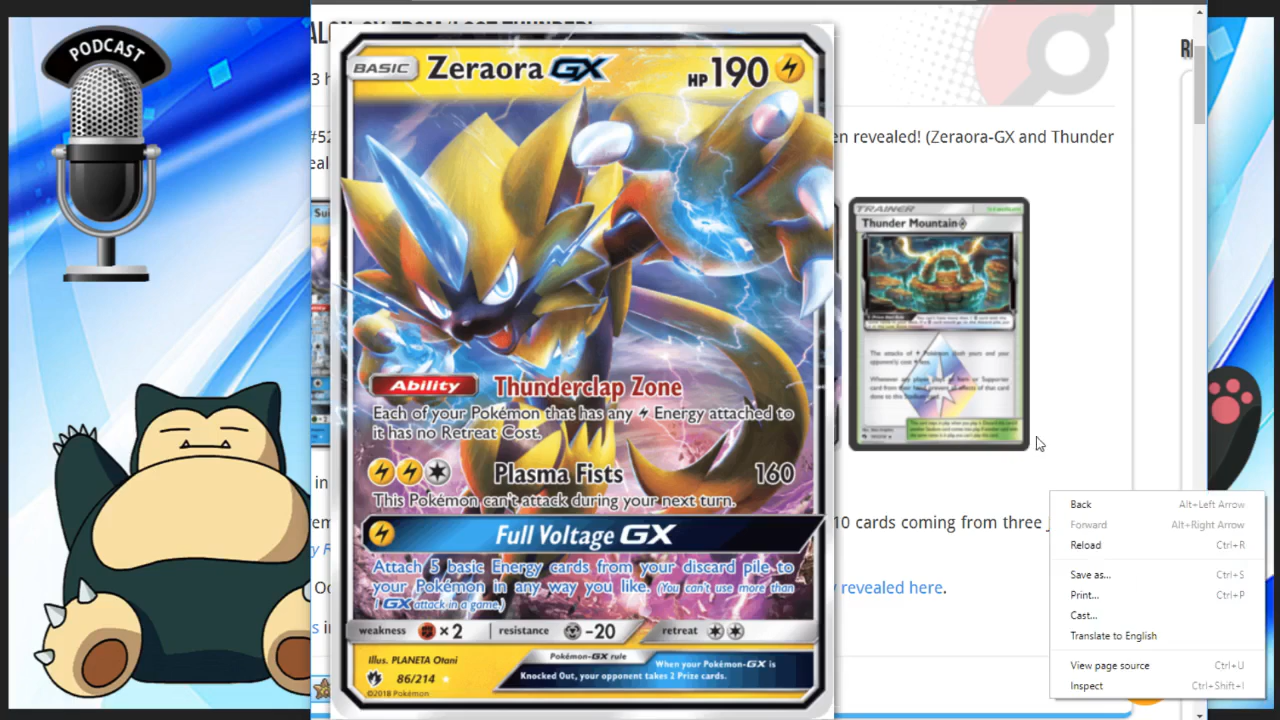 PODCAST
BASIC Zeraora GX HP 190
Ability Thunderclap Zone
Each of your Pokémon that has any Energy attached to
it has no Retreat Cost.
Plasma Fists 160
This Pokémon can't attack during your next turn.
Full Voltage GX
Attach 5 basic Energy cards from your discard pile to
your Pokémon in any way you like. (You can't use more than
1 GX attack in a game.)
weakness ×2 resistance -20 retreat
Illus. PLANETA Otani
86/214
©2018 Pokémon
Pokémon-GX rule
When your Pokémon-GX is
Knocked Out, your opponent takes 2 Prize cards.
3 h
#52
en revealed! (Zeraora-GX and Thunder
eal
TRAINER
Thunder Mountain
in
10 cards coming from three
y revealed here.
s in
Back Alt+Left Arrow
Forward Alt+Right Arrow
Reload Ctrl+R
Save as... Ctrl+S
Print... Ctrl+P
Cast...
Translate to English
View page source Ctrl+U
Inspect Ctrl+Shift+I